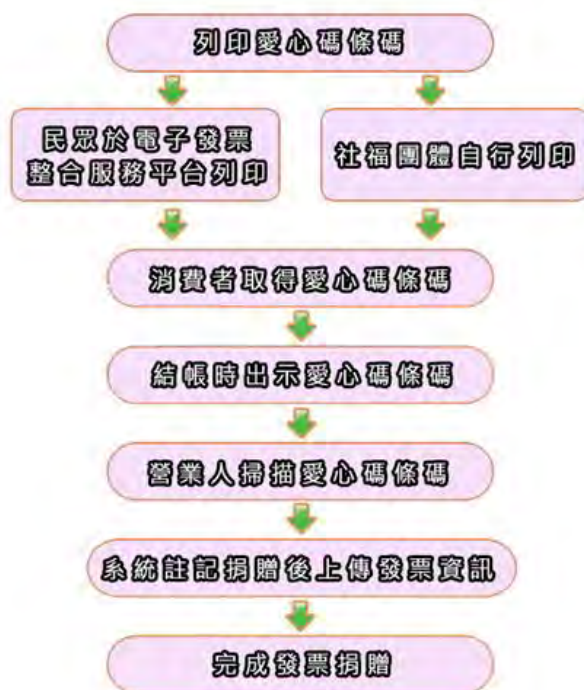 列印愛心碼條碼
民眾於電子發票
整合服務平台列印
社福團體自行列印
消費者取得愛心碼條碼
結帳時出示愛心碼條碼
營業人掃描愛心碼條碼
系統註記捐贈後上傳發票資訊
完成發票捐贈